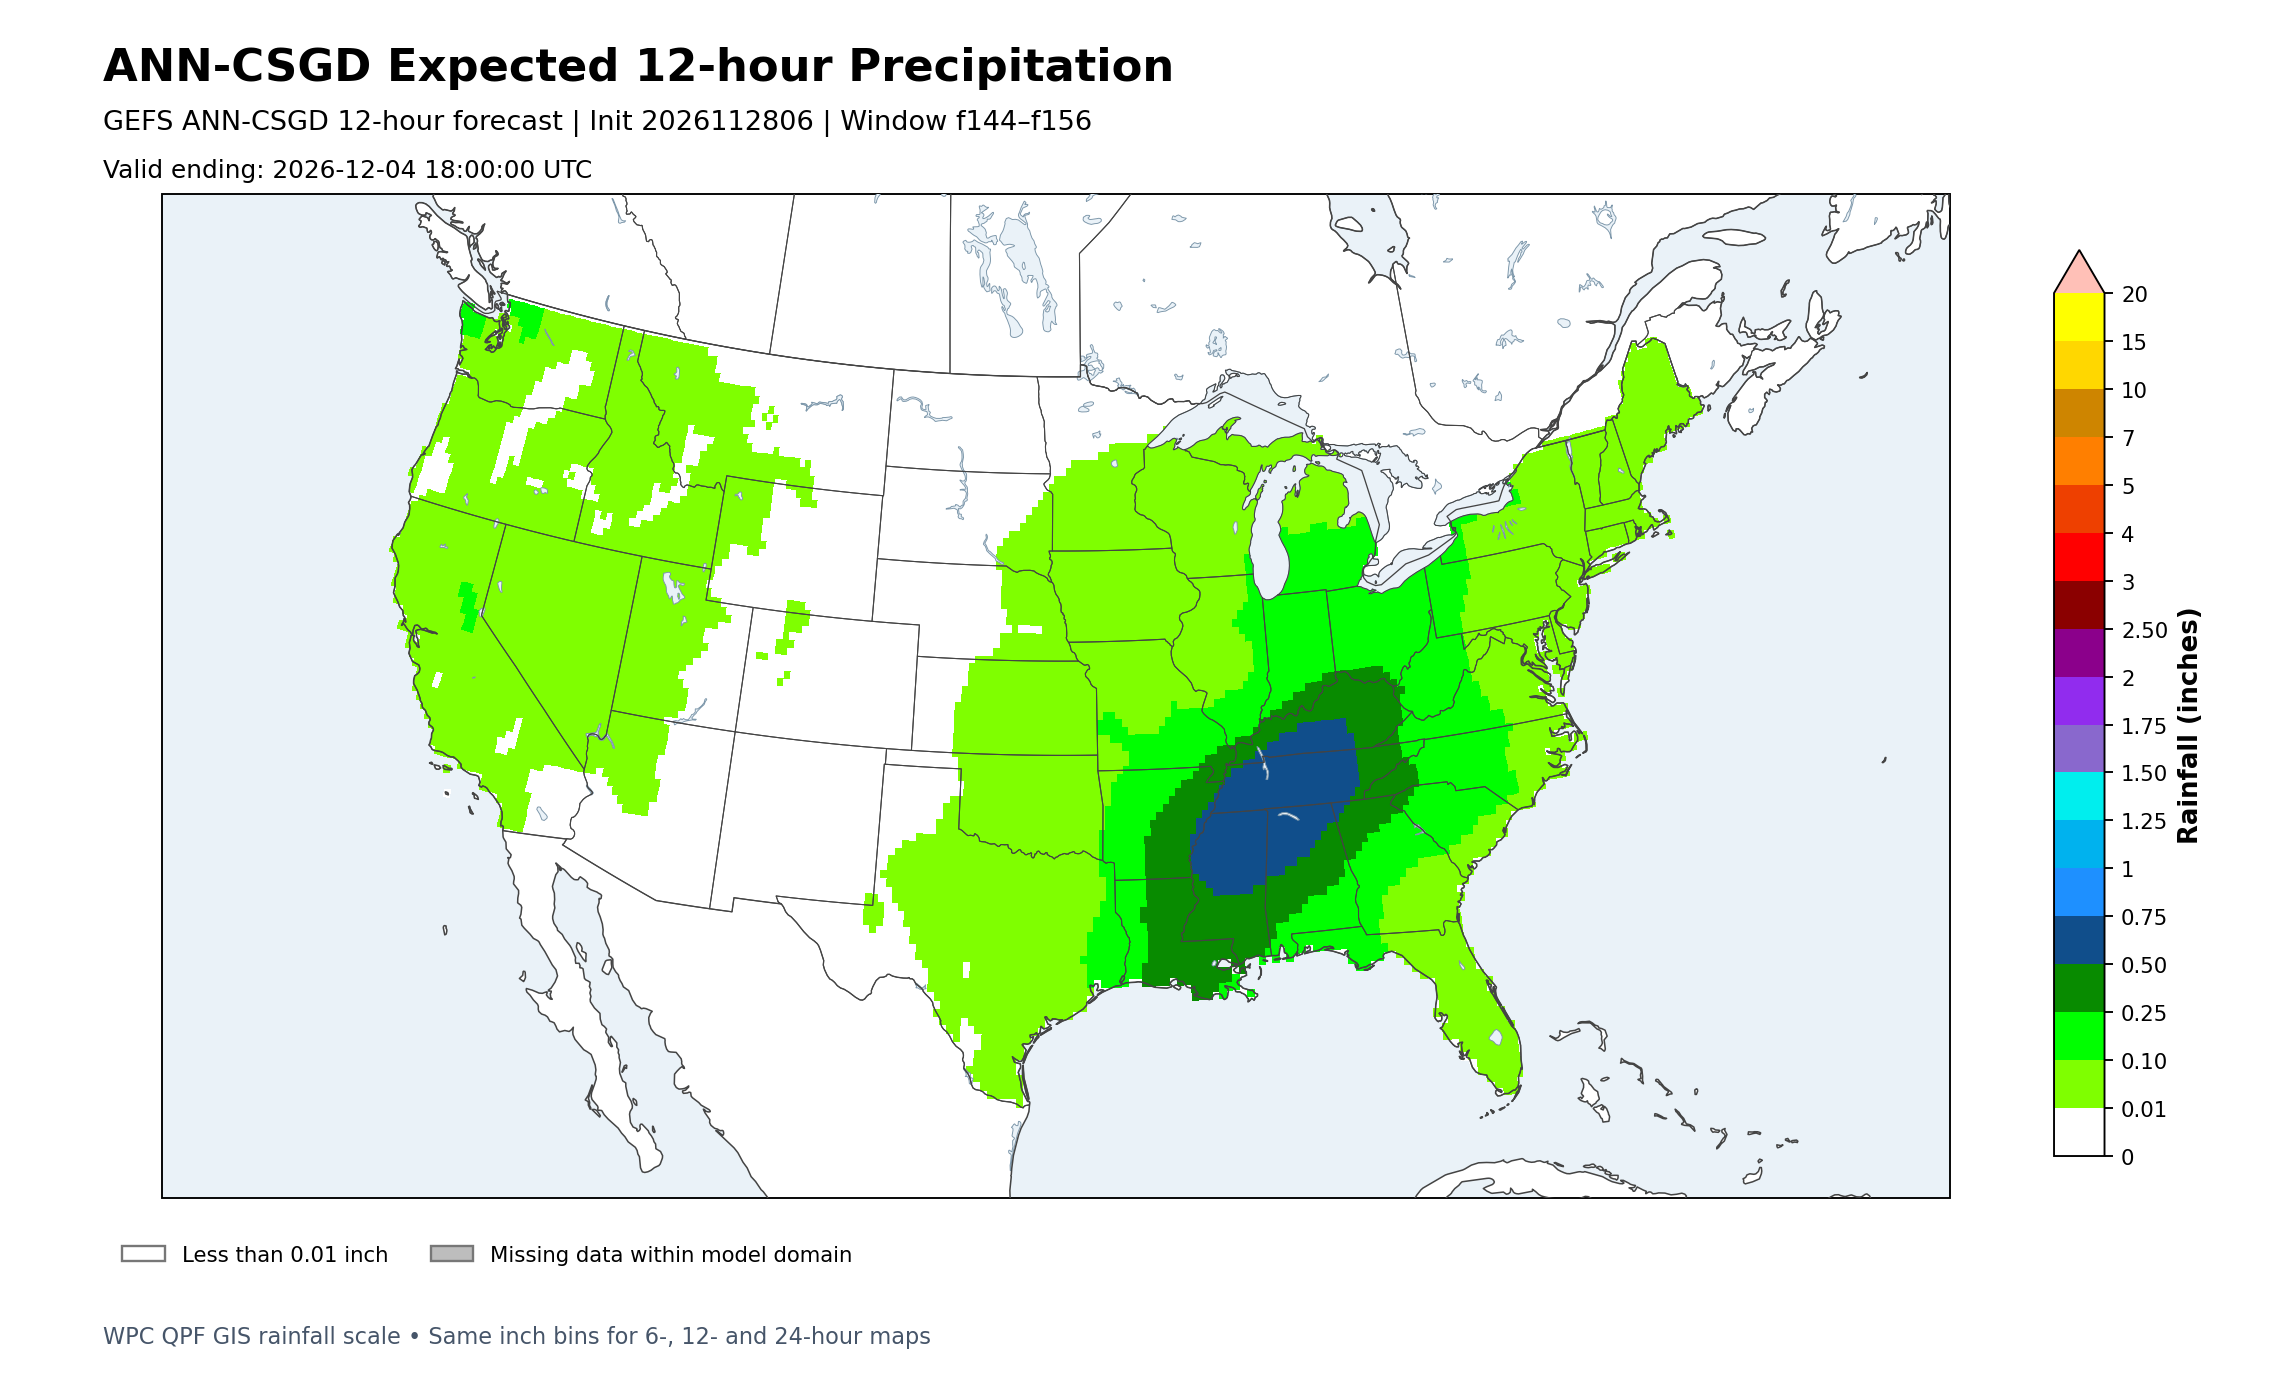 ANN-CSGD Expected 12-hour Precipitation
GEFS ANN-CSGD 12-hour forecast | Init 2026112806 | Window f144–f156
Valid ending: 2026-12-04 18:00:00 UTC
20
15
10
7
5
4
3
2.50
2
1.75
1.50
1.25
1
0.75
0.50
0.25
0.10
0.01
0
Rainfall (inches)
Less than 0.01 inch
Missing data within model domain
WPC QPF GIS rainfall scale • Same inch bins for 6-, 12- and 24-hour maps